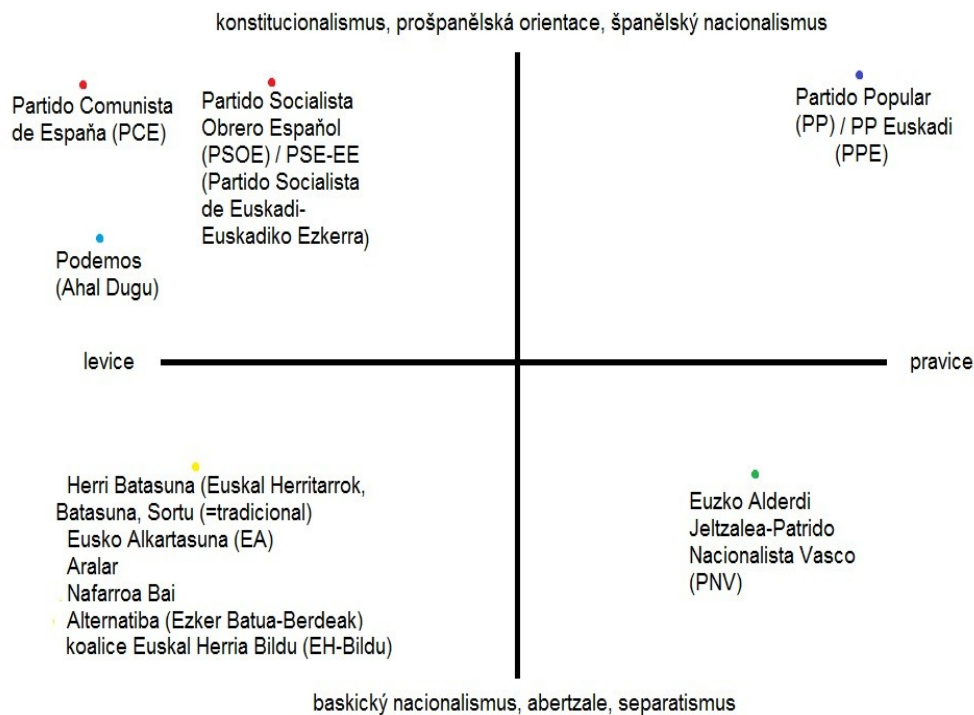 konstitucionalismus, prošpanělská orientace, španělský nacionalismus
Partido Comunista
de Espaňa (PCE)
Partido Socialista
Obrero Espaňol
(PSOE) / PSE-EE
(Partido Socialista
de Euskadi-
Euskadiko Ezkerra)
Partido Popular
(PP) / PP Euskadi
(PPE)
Podemos
(Ahal Dugu)
levice
pravice
Herri Batasuna (Euskal Herritarrok,
Batasuna, Sortu (=tradicional)
Eusko Alkartasuna (EA)
Aralar
Nafarroa Bai
Alternatiba (Ezker Batua-Berdeak)
koalice Euskal Herria Bildu (EH-Bildu)
Euzko Alderdi
Jeltzalea-Patrido
Nacionalista Vasco
(PNV)
baskický nacionalismus, abertzale, separatismus